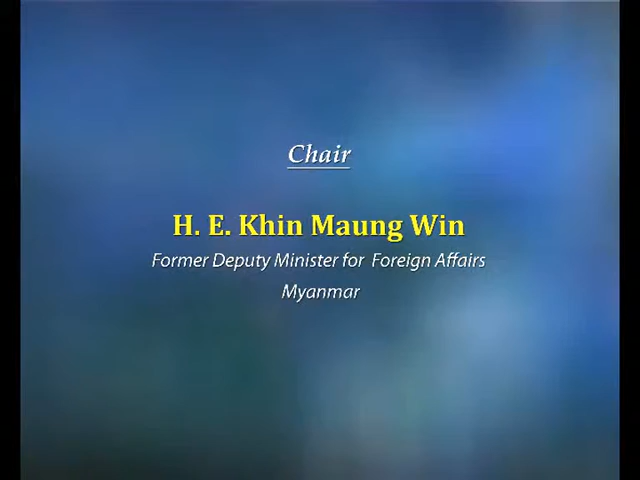 Chair
H. E. Khin Maung Win
Former Deputy Minister for Foreign Affairs
Myanmar